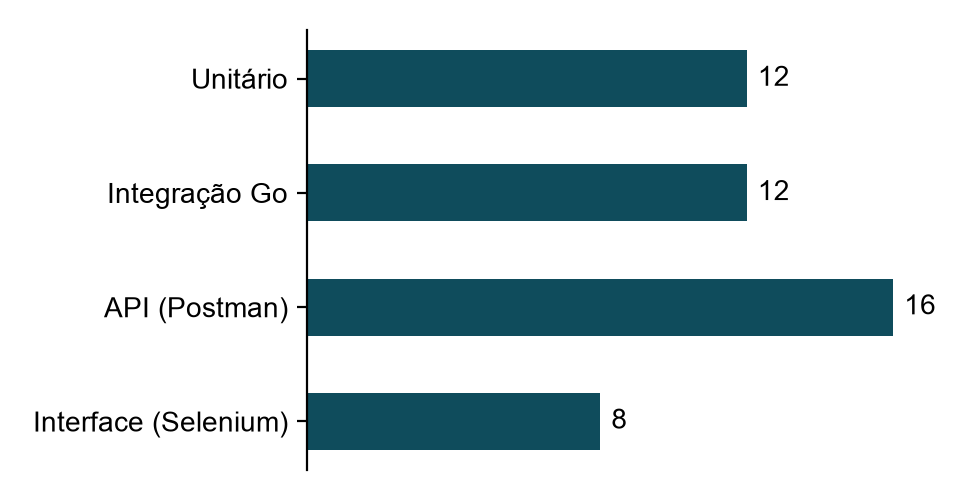 Unitário 12
Integração Go 12
API (Postman) 16
Interface (Selenium) 8